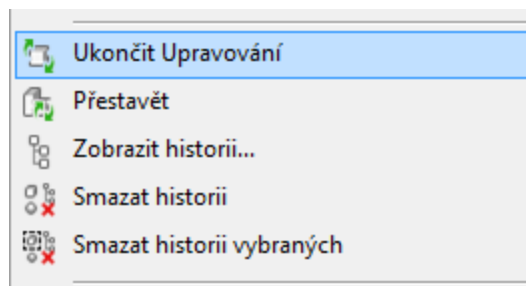 Ukončit Upravování
Přestavět
Zobrazit historii...
Smazat historii
Smazat historii vybraných